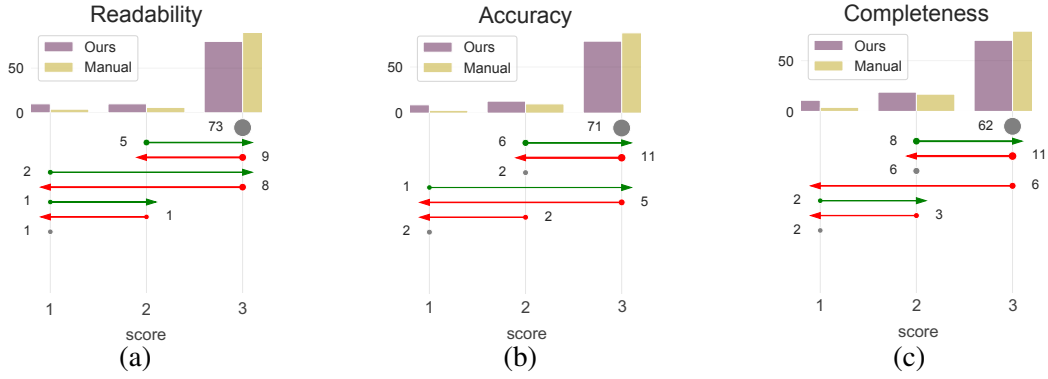 Readability
Ours
Manual
50
0
73
5
9
2
8
1
1
1
1 2 3
score
(a)
Accuracy
Ours
Manual
50
0
71
6
11
2
1
5
2
2
1 2 3
score
(b)
Completeness
Ours
Manual
50
0
62
8
11
6
6
2
3
2
1 2 3
score
(c)